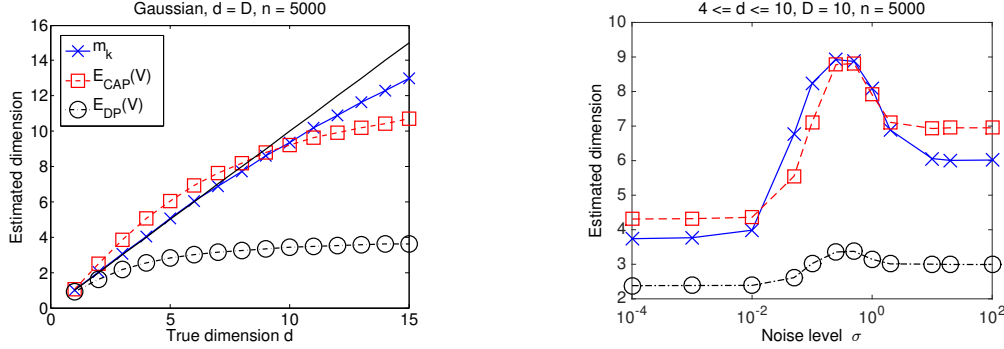 Gaussian, d = D, n = 5000
Estimated dimension
16
14
12
10
8
6
4
2
0
m_k
E_CAP(V)
E_DP(V)
0 5 10 15
True dimension d
4 <= d <= 10, D = 10, n = 5000
Estimated dimension
10
9
8
7
6
5
4
3
2
10^-4 10^-2 10^0 10^2
Noise level σ